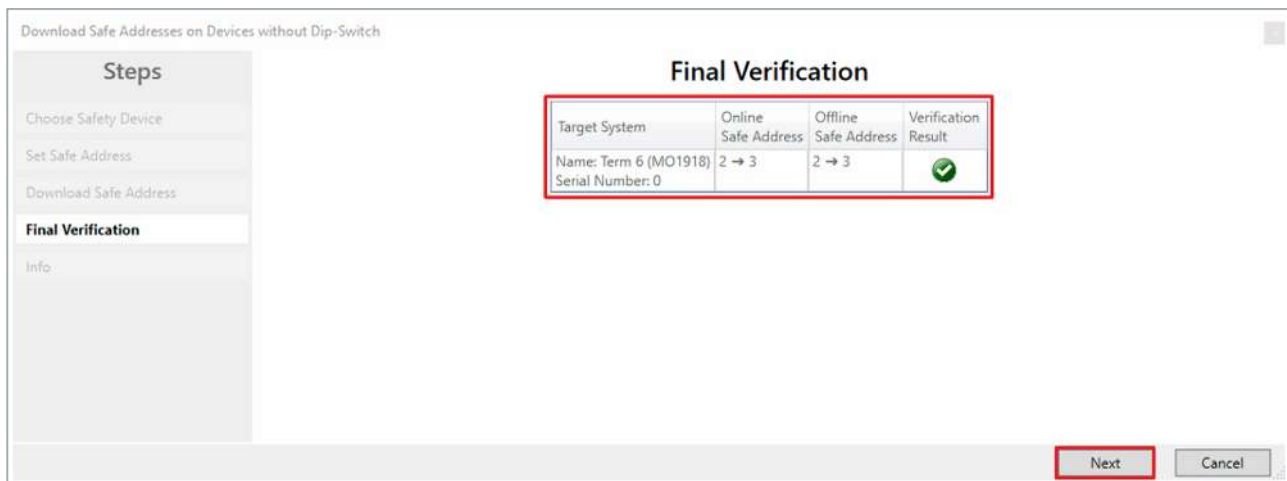 Download Safe Addresses on Devices without Dip-Switch
Steps
Choose Safety Device
Set Safe Address
Download Safe Address
Final Verification
Info
Final Verification
Target System
Online
Safe Address
Offline
Safe Address
Verification
Result
Name: Term 6 (MO1918)
Serial Number: 0
2 → 3
2 → 3
Next
Cancel